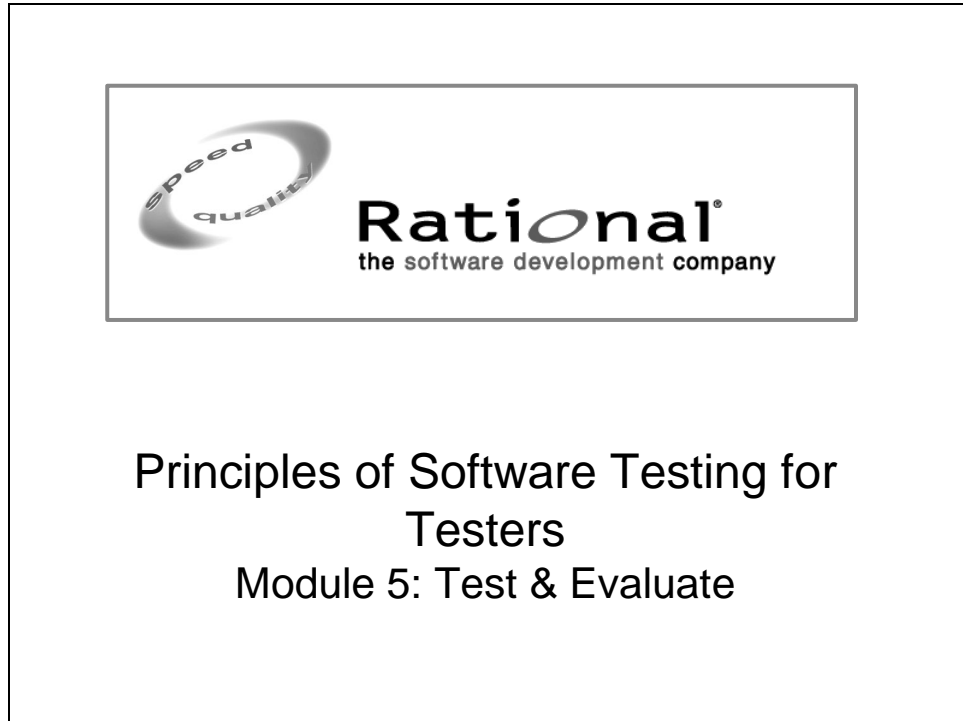 speed
quality
Rational®
the software development company
Principles of Software Testing for
Testers
Module 5: Test & Evaluate